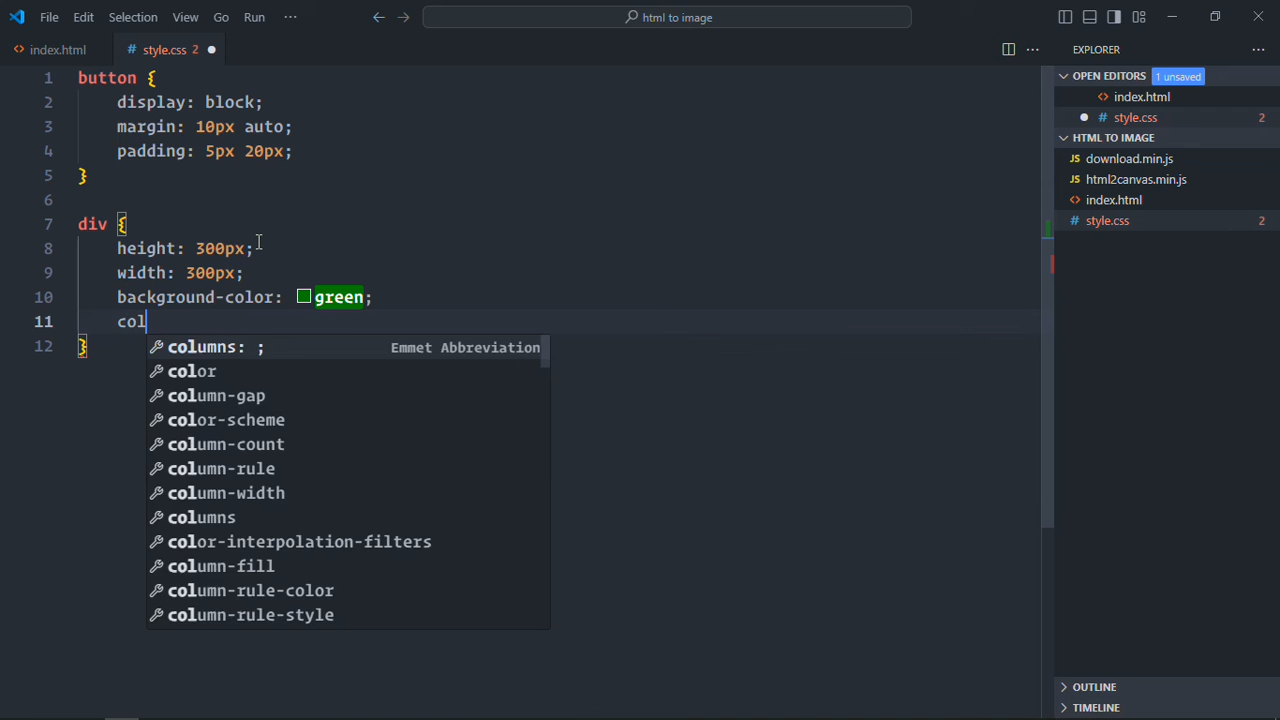 File Edit Selection View Go Run ···
html to image
index.html
style.css 2
EXPLORER
1 button {
2 display: block;
3 margin: 10px auto;
4 padding: 5px 20px;
5 }
6
7 div {
8 height: 300px;
9 width: 300px;
10 background-color: green;
11 col
12 }
columns: ; Emmet Abbreviation
color
column-gap
color-scheme
column-count
column-rule
column-width
columns
color-interpolation-filters
column-fill
column-rule-color
column-rule-style
OPEN EDITORS 1 unsaved
index.html
style.css 2
HTML TO IMAGE
download.min.js
html2canvas.min.js
index.html
style.css 2
OUTLINE
TIMELINE